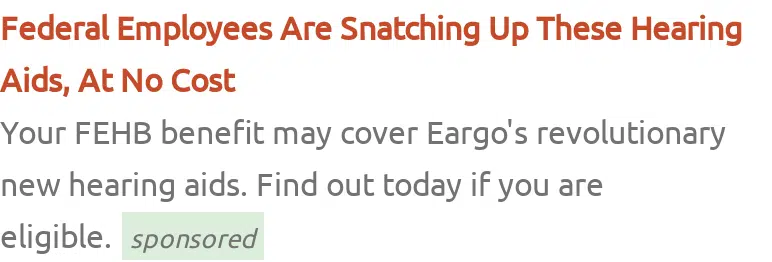 Federal Employees Are Snatching Up These Hearing
Aids, At No Cost
Your FEHB benefit may cover Eargo's revolutionary
new hearing aids. Find out today if you are
eligible. sponsored